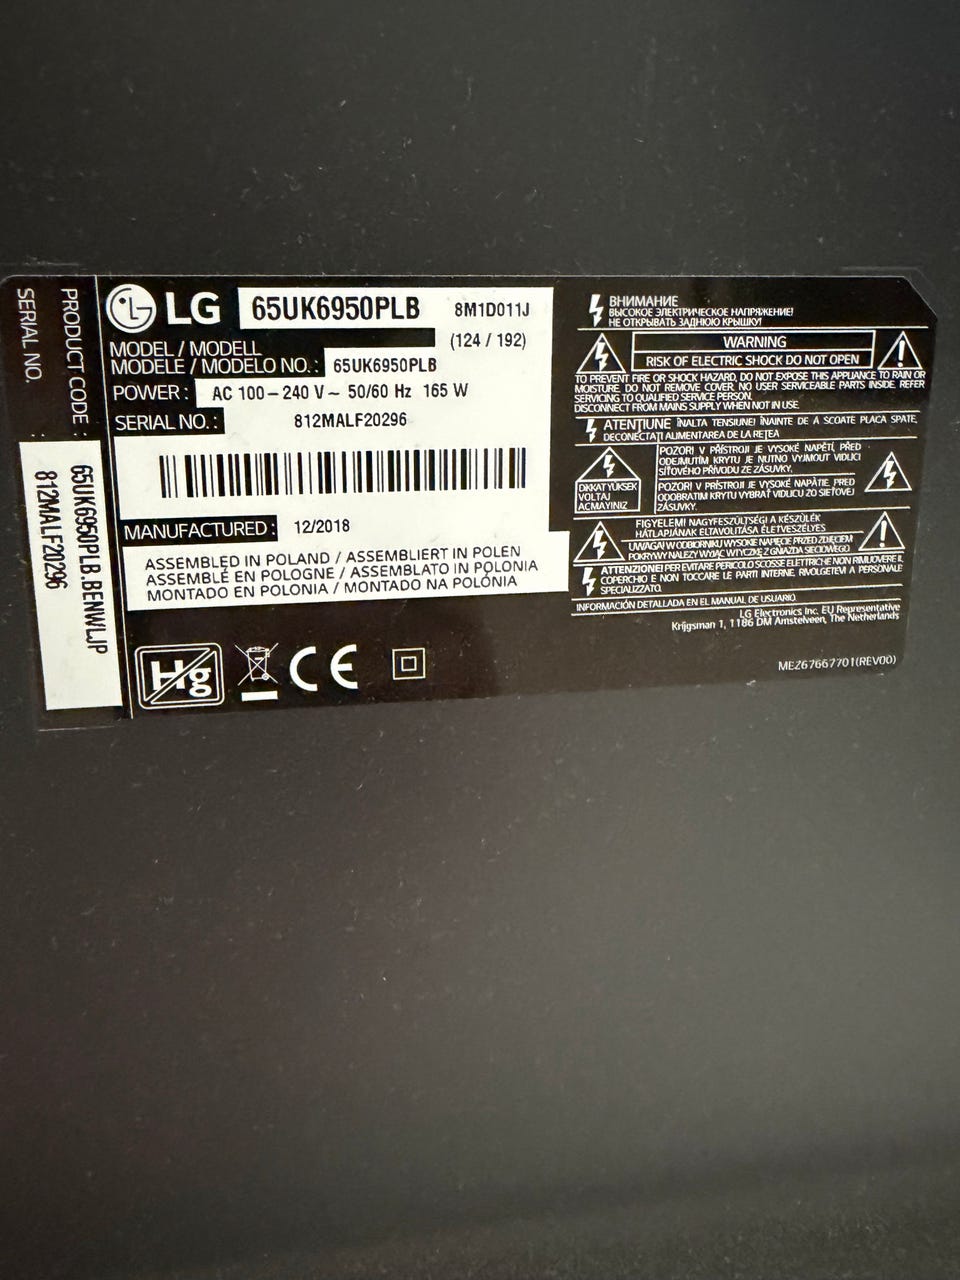 PRODUCT CODE : 65UK6950PLB.BENWLJP
SERIAL NO. : 812MALF20296
LG 65UK6950PLB 8M1D011J
(124 / 192)
MODEL / MODELL
MODÈLE / MODELO NO. : 65UK6950PLB
POWER : AC 100 – 240 V ~ 50/60 Hz 165 W
SERIAL NO. : 812MALF20296
MANUFACTURED : 12/2018
ASSEMBLED IN POLAND / ASSEMBLIERT IN POLEN
ASSEMBLÉ EN POLOGNE / ASSEMBLATO IN POLONIA
MONTADO EN POLONIA / MONTADO NA POLÓNIA
Hg
CE
ВНИМАНИЕ
ВЫСОКОЕ ЭЛЕКТРИЧЕСКОЕ НАПРЯЖЕНИЕ!
НЕ ОТКРЫВАТЬ ЗАДНЮЮ КРЫШКУ!
WARNING
RISK OF ELECTRIC SHOCK DO NOT OPEN
TO PREVENT FIRE OR SHOCK HAZARD, DO NOT EXPOSE THIS APPLIANCE TO RAIN OR
MOISTURE. DO NOT REMOVE COVER. NO USER SERVICEABLE PARTS INSIDE. REFER
SERVICING TO QUALIFIED SERVICE PERSON.
DISCONNECT FROM MAINS SUPPLY WHEN NOT IN USE.
ATENȚIUNE ÎNALTA TENSIUNE! ÎNAINTE DE A SCOATE PLACA SPATE,
DECONECTAȚI ALIMENTAREA DE LA REȚEA
DİKKAT YÜKSEK
VOLTAJ
AÇMAYINIZ
POZOR! V PŘÍSTROJI JE VYSOKÉ NAPĚTÍ, PŘED
ODEJMUTÍM KRYTU JE NUTNO VYJMOUT VIDLICI
SÍŤOVÉHO PŘÍVODU ZE ZÁSUVKY.
POZOR! V PRÍSTROJI JE VYSOKÉ NAPÄTIE, PRED
ODOBRATIM KRYTU VYBRAŤ VIDLICU ZO SIEŤOVEJ
ZÁSUVKY.
FIGYELEM! NAGYFESZÜLTSÉG! A KÉSZÜLÉK
HÁTLAPJÁNAK ELTÁVOLÍTÁSA ÉLETVESZÉLYES
UWAGA! W ODBIORNIKU WYSOKIE NAPIĘCIE PRZED ZDJĘCIEM
POKRYWY NALEŻY WYJĄĆ WTYCZKĘ Z GNIAZDA SIECIOWEGO.
ATTENZIONE! PER EVITARE PERICOLO SCOSSE ELETTRICHE NON RIMUOVERE IL
COPERCHIO E NON TOCCARE LE PARTI INTERNE, RIVOLGETEVI A PERSONALE
SPECIALIZZATO.
INFORMACIÓN DETALLADA EN EL MANUAL DE USUARIO.
LG Electronics Inc. EU Representative
Krijgsman 1, 1186 DM Amstelveen, The Netherlands
MEZ67667701(REV00)